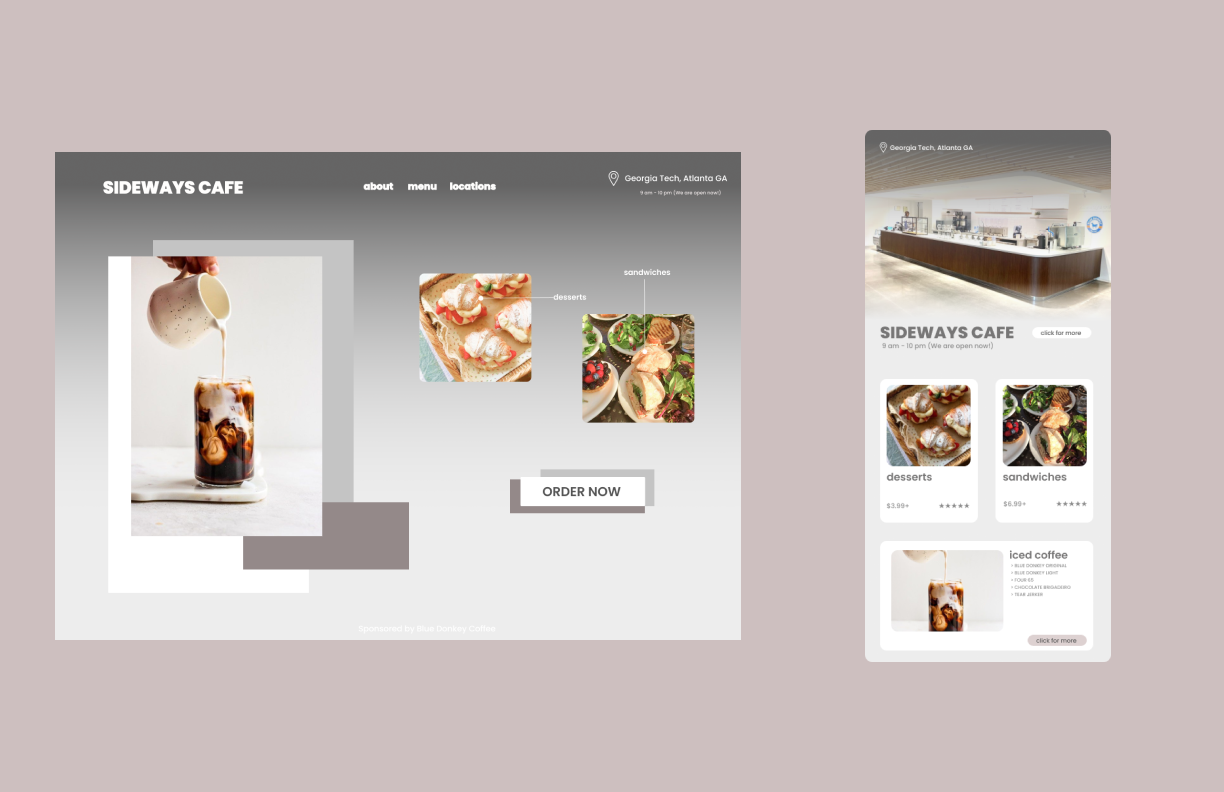 SIDEWAYS CAFE
about menu locations
Georgia Tech, Atlanta GA
9 am - 10 pm (We are open now!)
sandwiches
desserts
ORDER NOW
Sponsored by Blue Donkey Coffee
Georgia Tech, Atlanta GA
SIDEWAYS CAFE
click for more
9 am - 10 pm (We are open now!)
desserts
$3.99+
★★★★★
sandwiches
$6.99+
★★★★★
iced coffee
• BLUE DONKEY ORIGINAL
• BLUE DONKEY LIGHT
• CHOCOLATE BRIGADEIRO
• TEAR JERKER
click for more